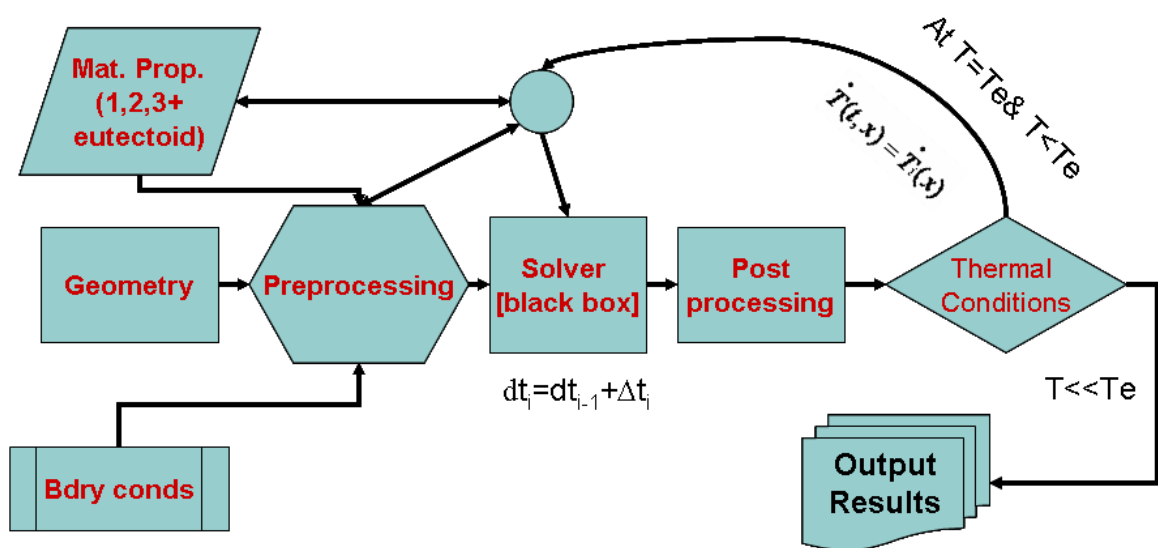 Mat. Prop.
(1,2,3+
eutectoid)
At T=Te& T<Te
Ṫ(t,x) = Ṫi(x)
Geometry
Preprocessing
Solver
[black box]
Post
processing
Thermal
Conditions
dti=dti-1+Δti
T<<Te
Bdry conds
Output
Results